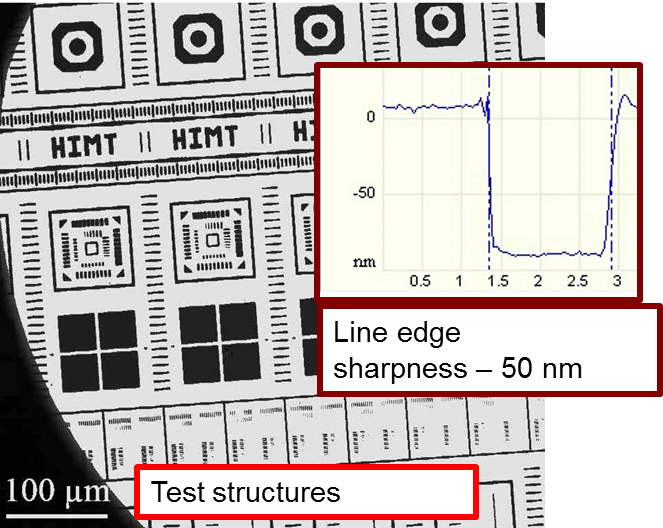 HIMT
HIMT
HI
0
-50
nm
0.5 1 1.5 2 2.5 3
Line edge
sharpness – 50 nm
100 µm
Test structures